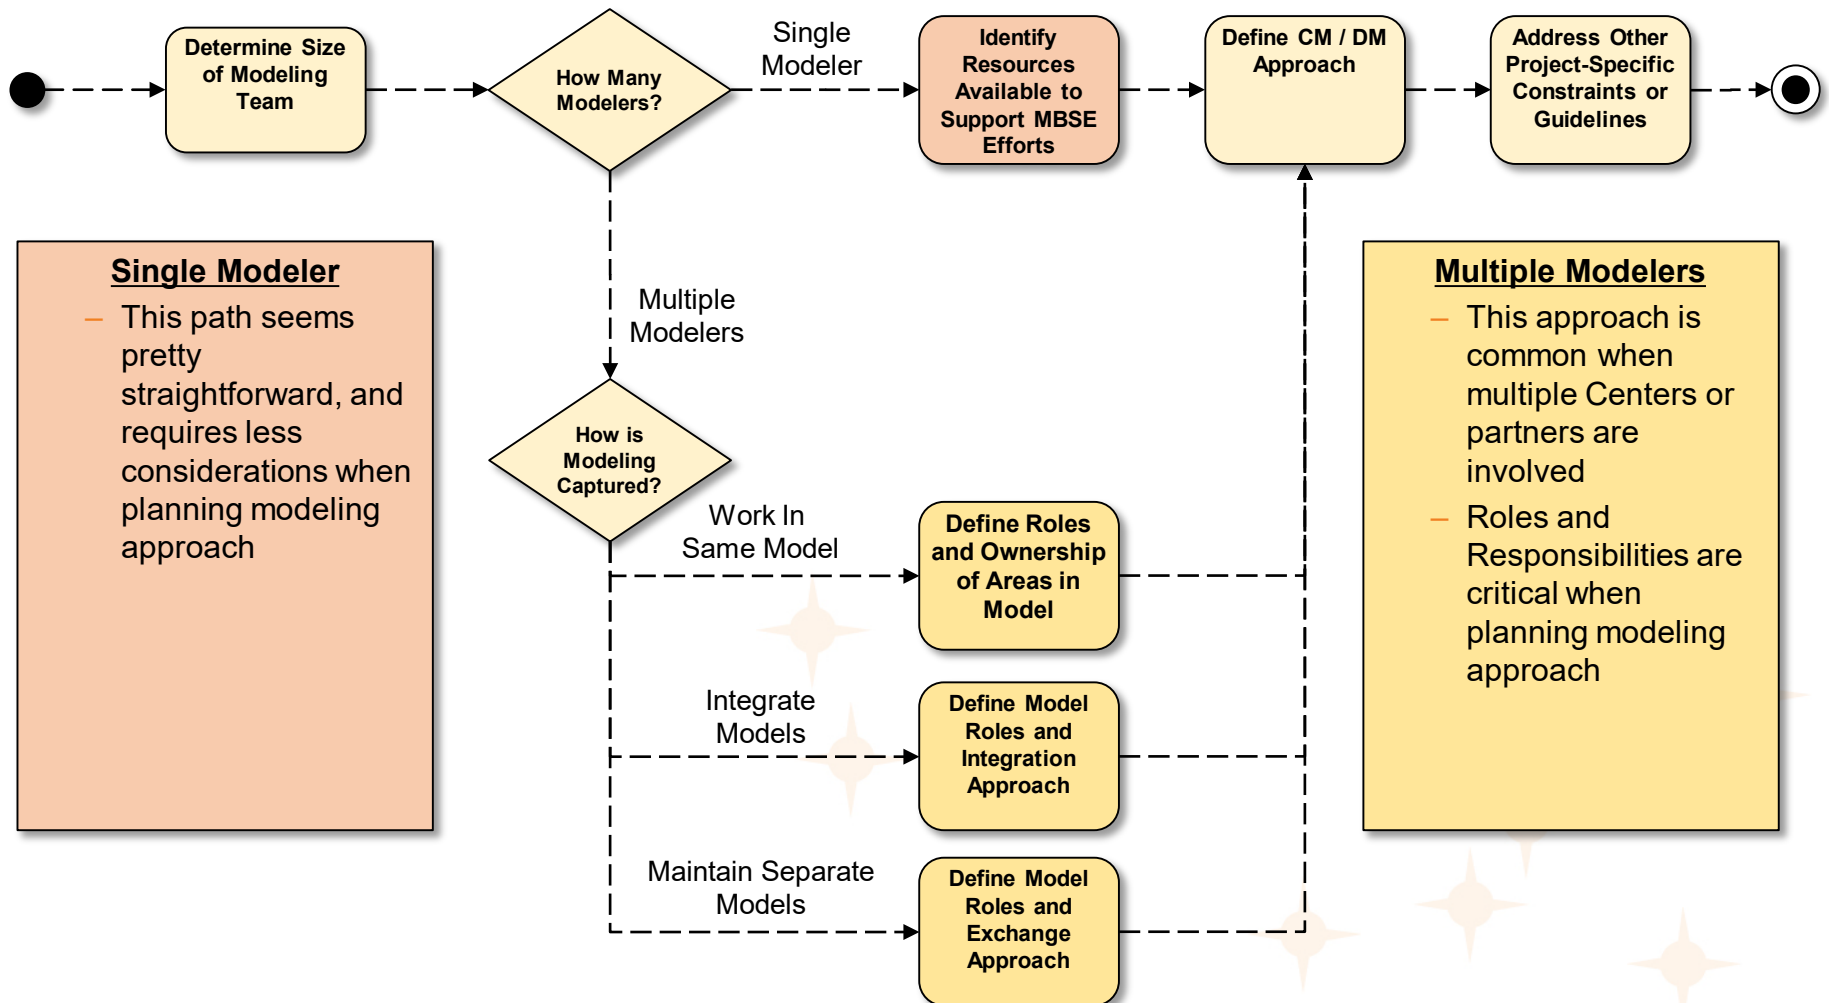 Determine Size
of Modeling
Team
How Many
Modelers?
Single
Modeler
Identify
Resources
Available to
Support MBSE
Efforts
Define CM / DM
Approach
Address Other
Project-Specific
Constraints or
Guidelines
Single Modeler
– This path seems
pretty
straightforward, and
requires less
considerations when
planning modeling
approach
Multiple
Modelers
How is
Modeling
Captured?
Work In
Same Model
Define Roles
and Ownership
of Areas in
Model
Integrate
Models
Define Model
Roles and
Integration
Approach
Maintain Separate
Models
Define Model
Roles and
Exchange
Approach
Multiple Modelers
– This approach is
common when
multiple Centers or
partners are
involved
– Roles and
Responsibilities are
critical when
planning modeling
approach